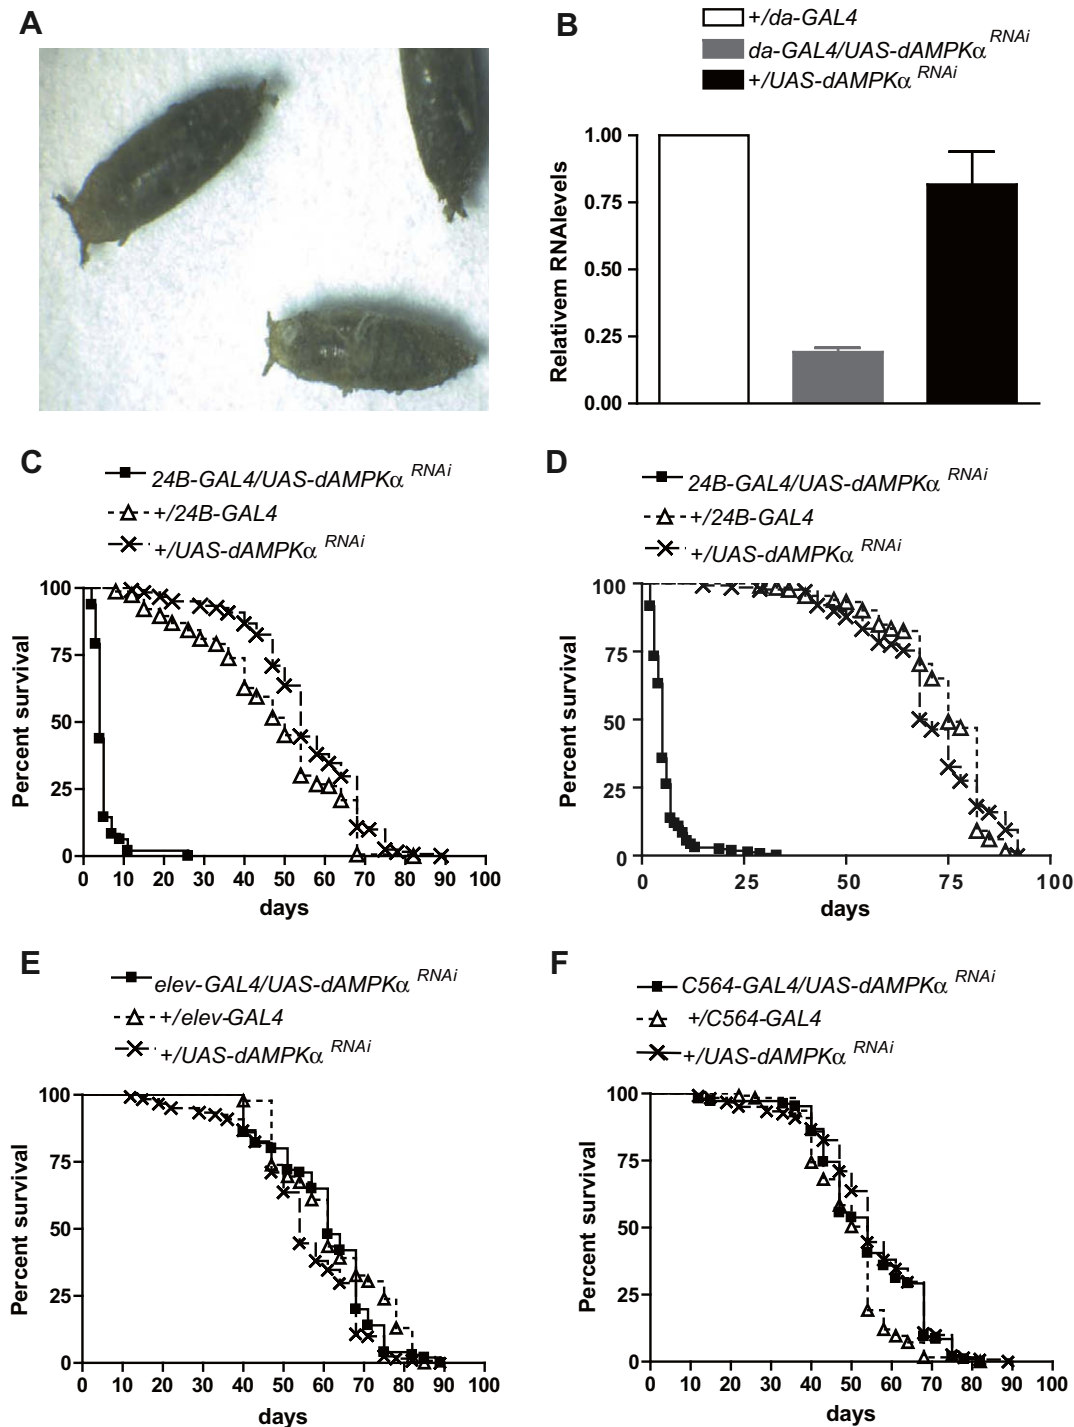 A
B
+/da-GAL4
da-GAL4/UAS-dAMPKα RNAi
+/UAS-dAMPKα RNAi
Relativem RNAlevels
1.00
0.75
0.50
0.25
0.00
C
24B-GAL4/UAS-dAMPKα RNAi
+/24B-GAL4
+/UAS-dAMPKα RNAi
Percent survival
100
75
50
25
0
0 10 20 30 40 50 60 70 80 90 100
days
D
24B-GAL4/UAS-dAMPKα RNAi
+/24B-GAL4
+/UAS-dAMPKα RNAi
Percent survival
100
75
50
25
0
0 25 50 75 100
days
E
elev-GAL4/UAS-dAMPKα RNAi
+/elev-GAL4
+/UAS-dAMPKα RNAi
Percent survival
100
75
50
25
0
0 10 20 30 40 50 60 70 80 90 100
days
F
C564-GAL4/UAS-dAMPKα RNAi
+/C564-GAL4
+/UAS-dAMPKα RNAi
Percent survival
100
75
50
25
0
0 10 20 30 40 50 60 70 80 90 100
days